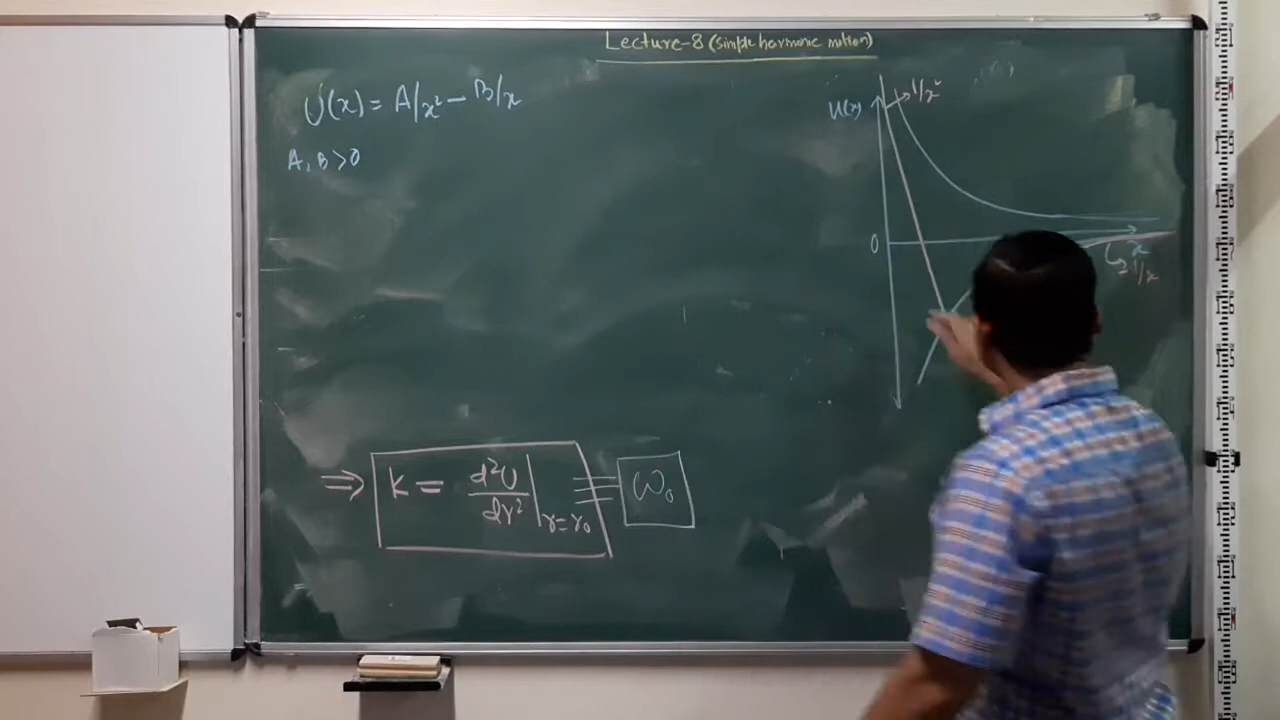 Lecture-8 (simple harmonic motion)
U(x) = A/x² - B/x
A, B > 0
U(x)
1/x²
0
x
1/x
⇒ K = d²U/dr² |r=r₀ ≡ ω₀